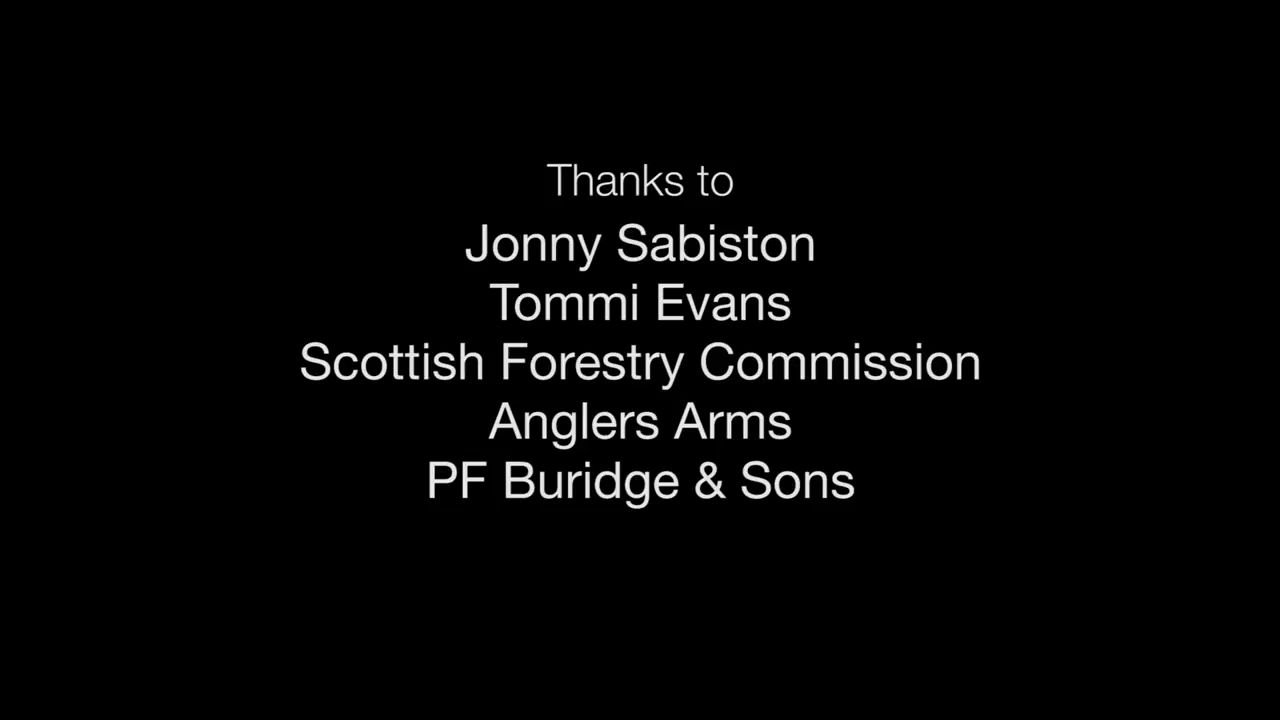 Thanks to
Jonny Sabiston
Tommi Evans
Scottish Forestry Commission
Anglers Arms
PF Buridge & Sons